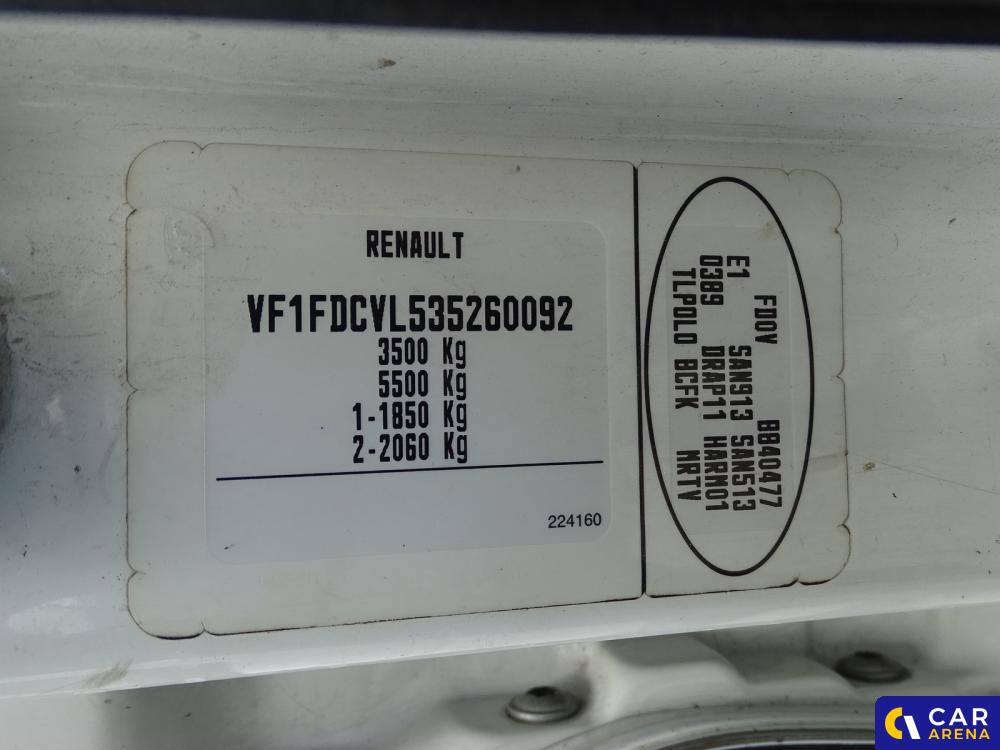 RENAULT
VF1FDCVL535260092
3500 Kg
5500 Kg
1-1850 Kg
2-2060 Kg
224160
FDOV BB40477
E1 SAN913 SAN513
0389 DRAP11 HARM01
TLPOLO BCFK MRTV
CAR
ARENA